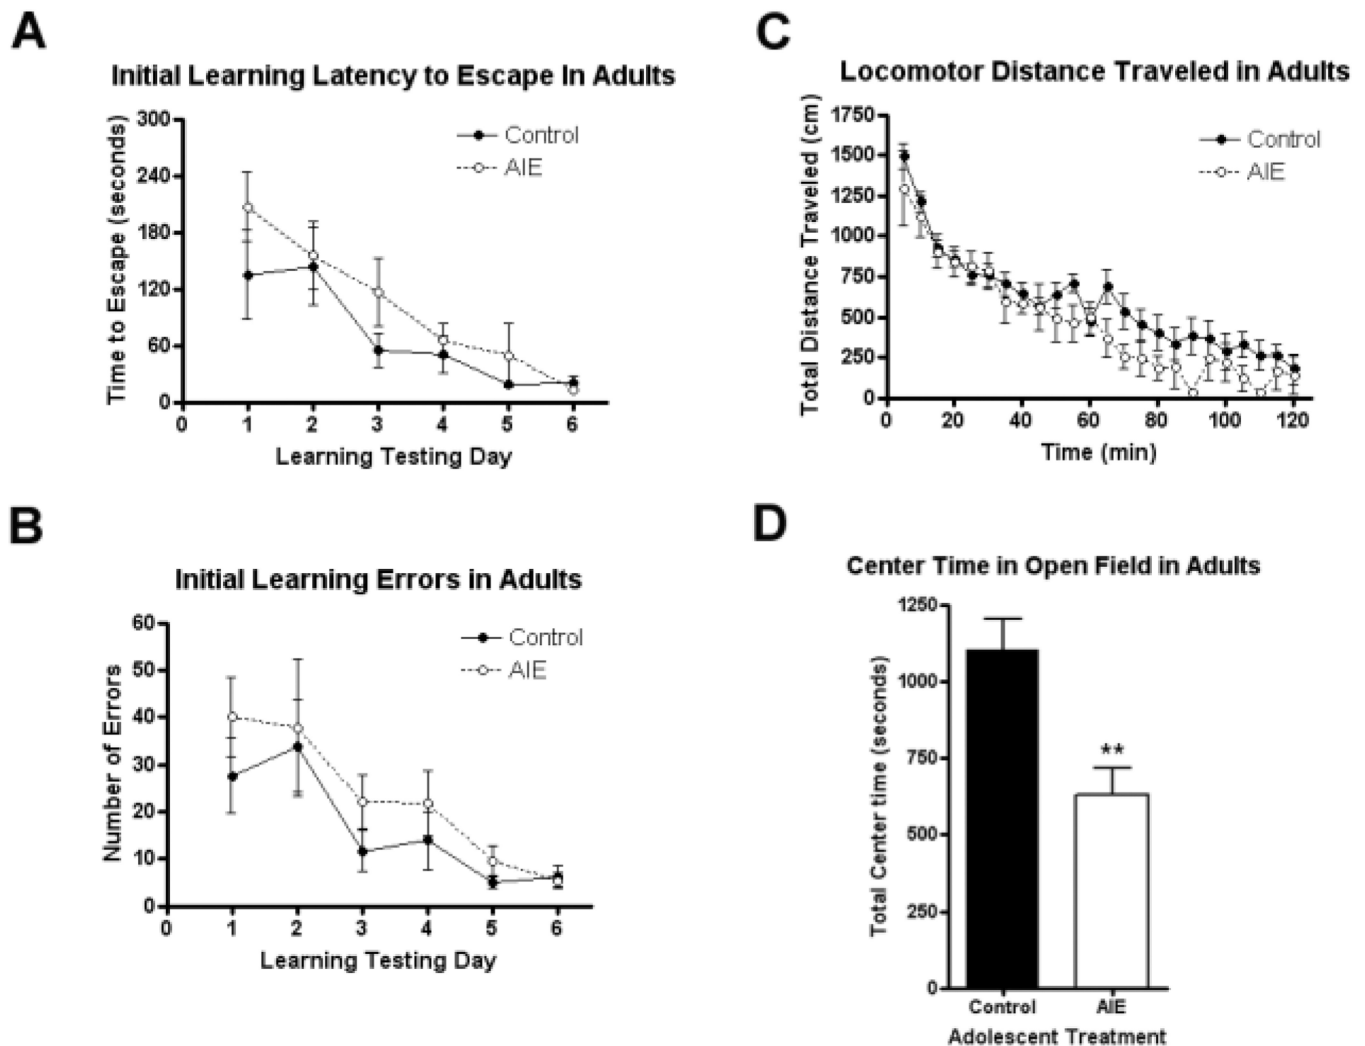 A
Initial Learning Latency to Escape In Adults
Time to Escape (seconds)
300
240
180
120
60
0
Control
AIE
0 1 2 3 4 5 6
Learning Testing Day
B
Initial Learning Errors in Adults
Number of Errors
60
50
40
30
20
10
0
Control
AIE
0 1 2 3 4 5 6
Learning Testing Day
C
Locomotor Distance Traveled in Adults
Total Distance Traveled (cm)
1750
1500
1250
1000
750
500
250
0
Control
AIE
0 20 40 60 80 100 120
Time (min)
D
Center Time in Open Field in Adults
Total Center time (seconds)
1250
1000
750
500
250
0
**
Control AIE
Adolescent Treatment